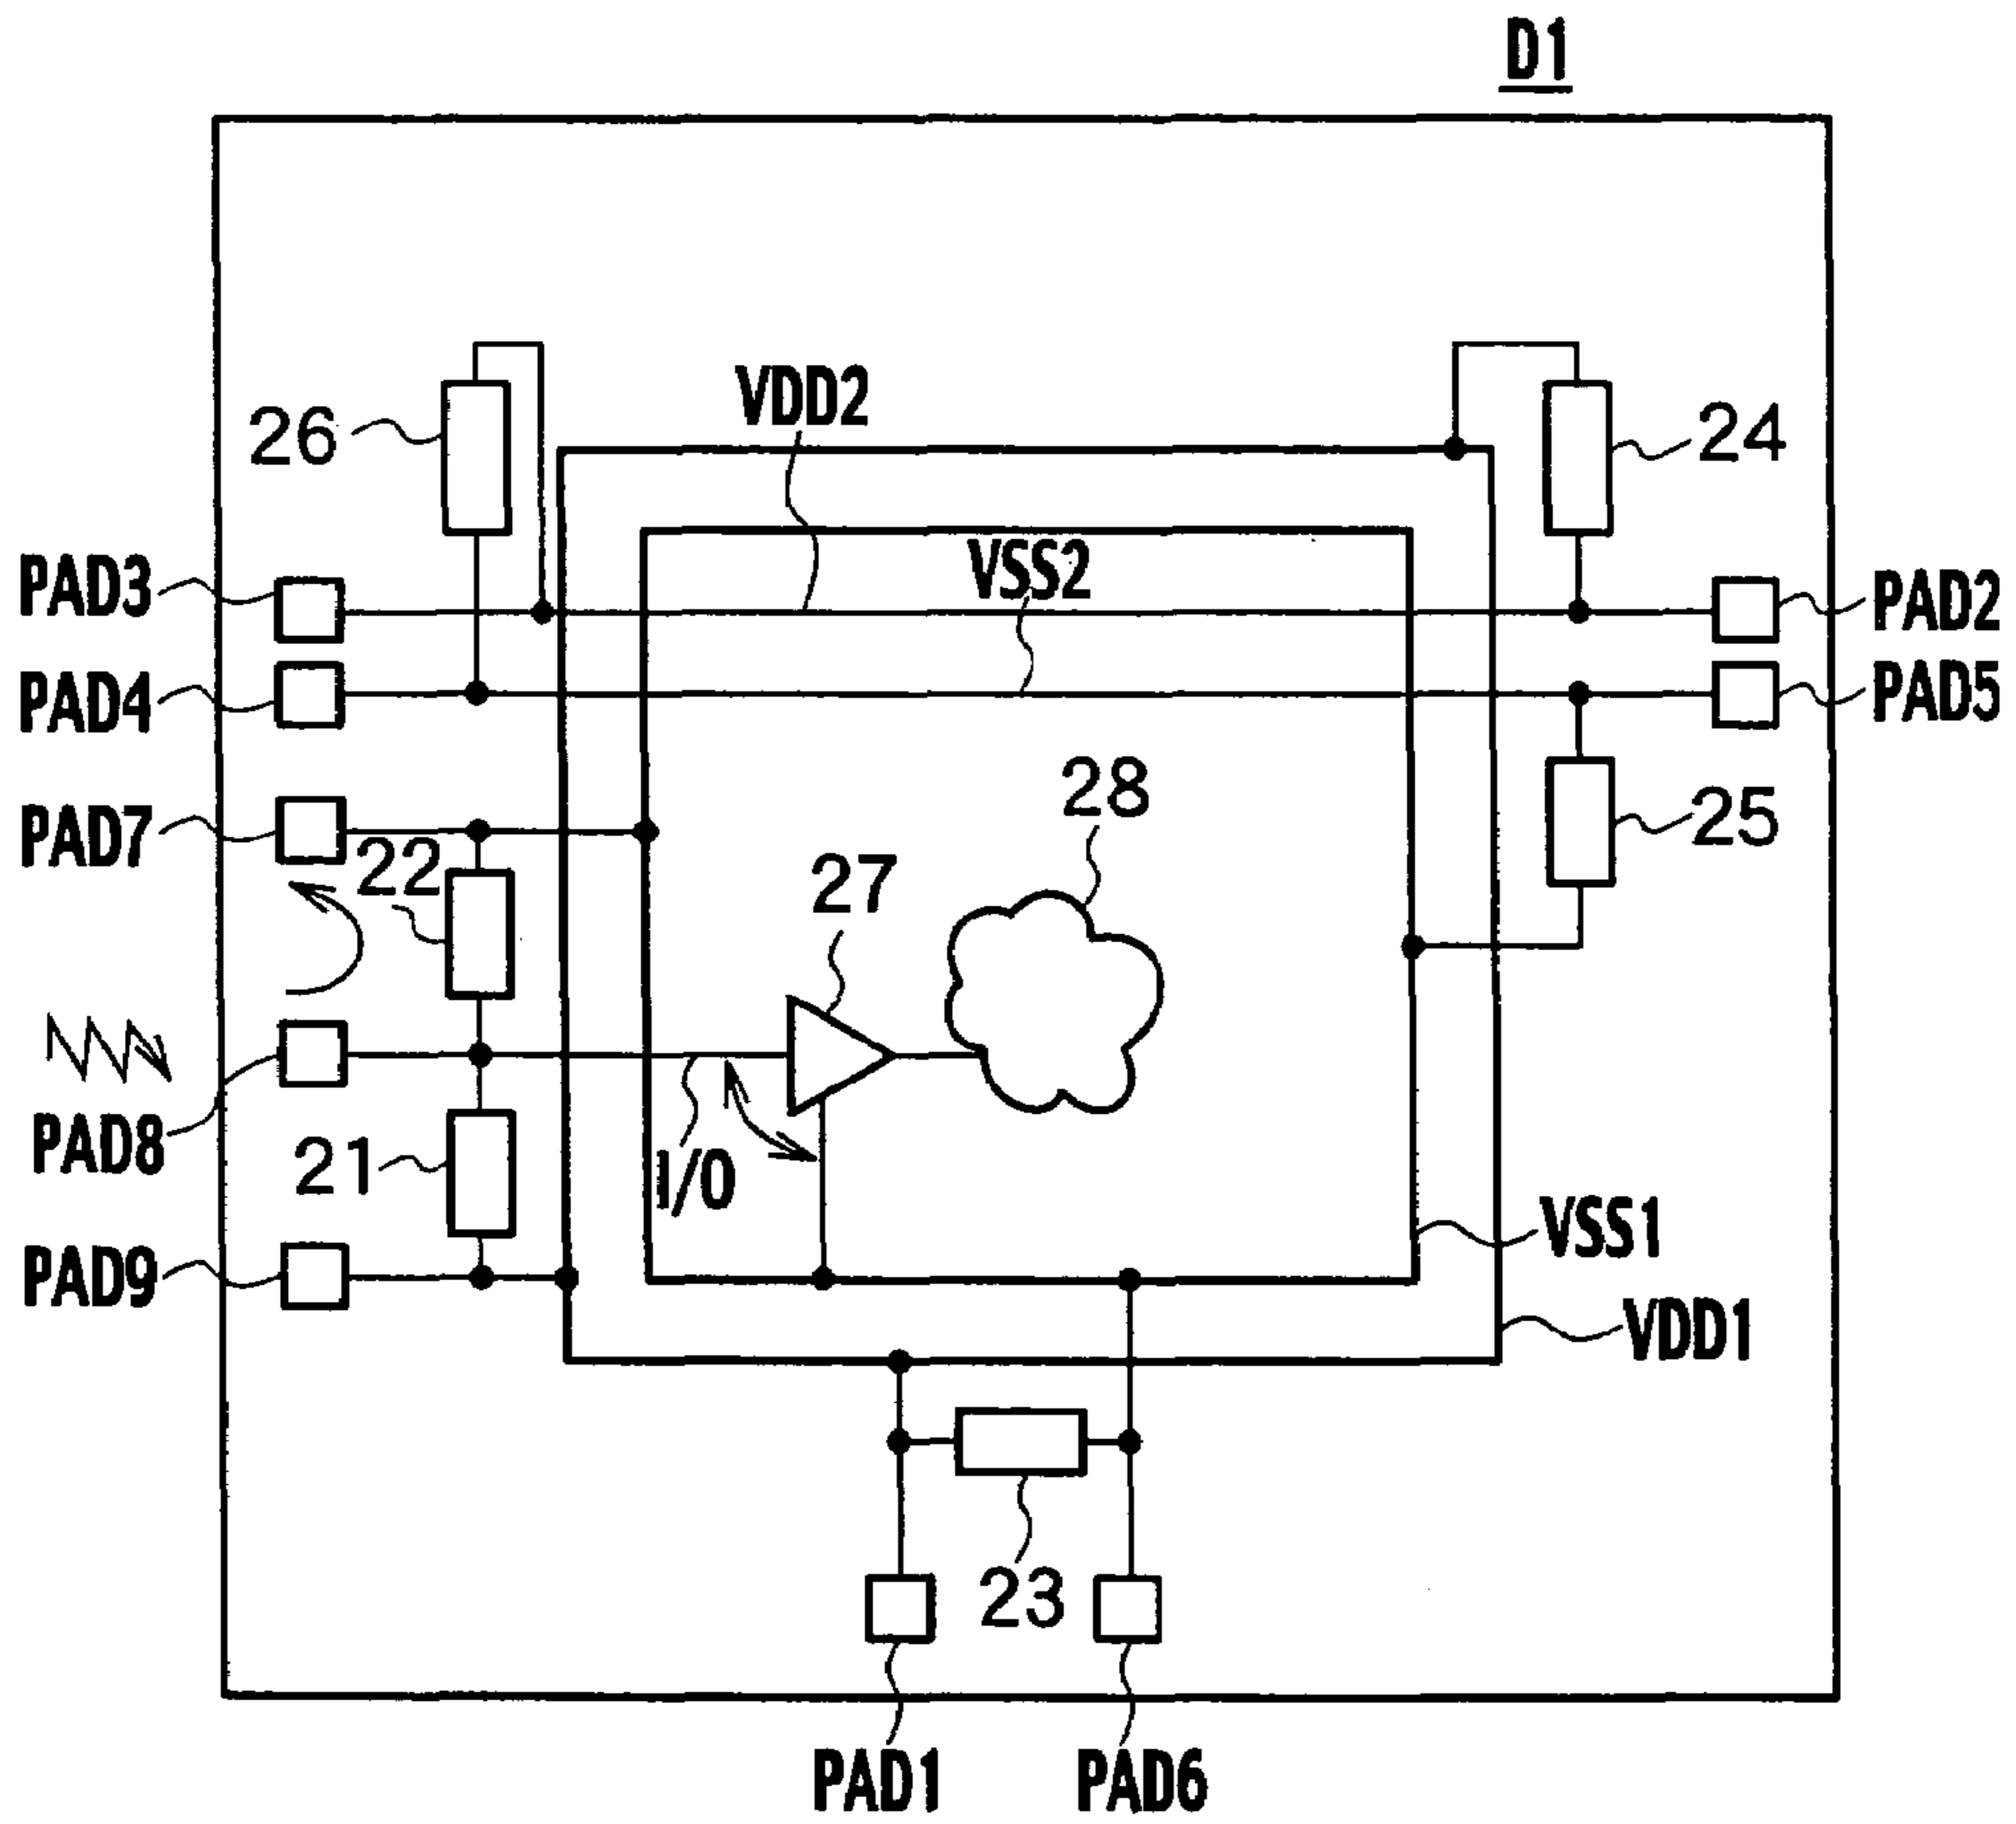 D1
VDD2
26
24
VSS2
PAD3
PAD2
PAD4
PAD5
28
PAD7
22
25
27
PAD8
21
I/O
VSS1
PAD9
VDD1
23
PAD1
PAD6